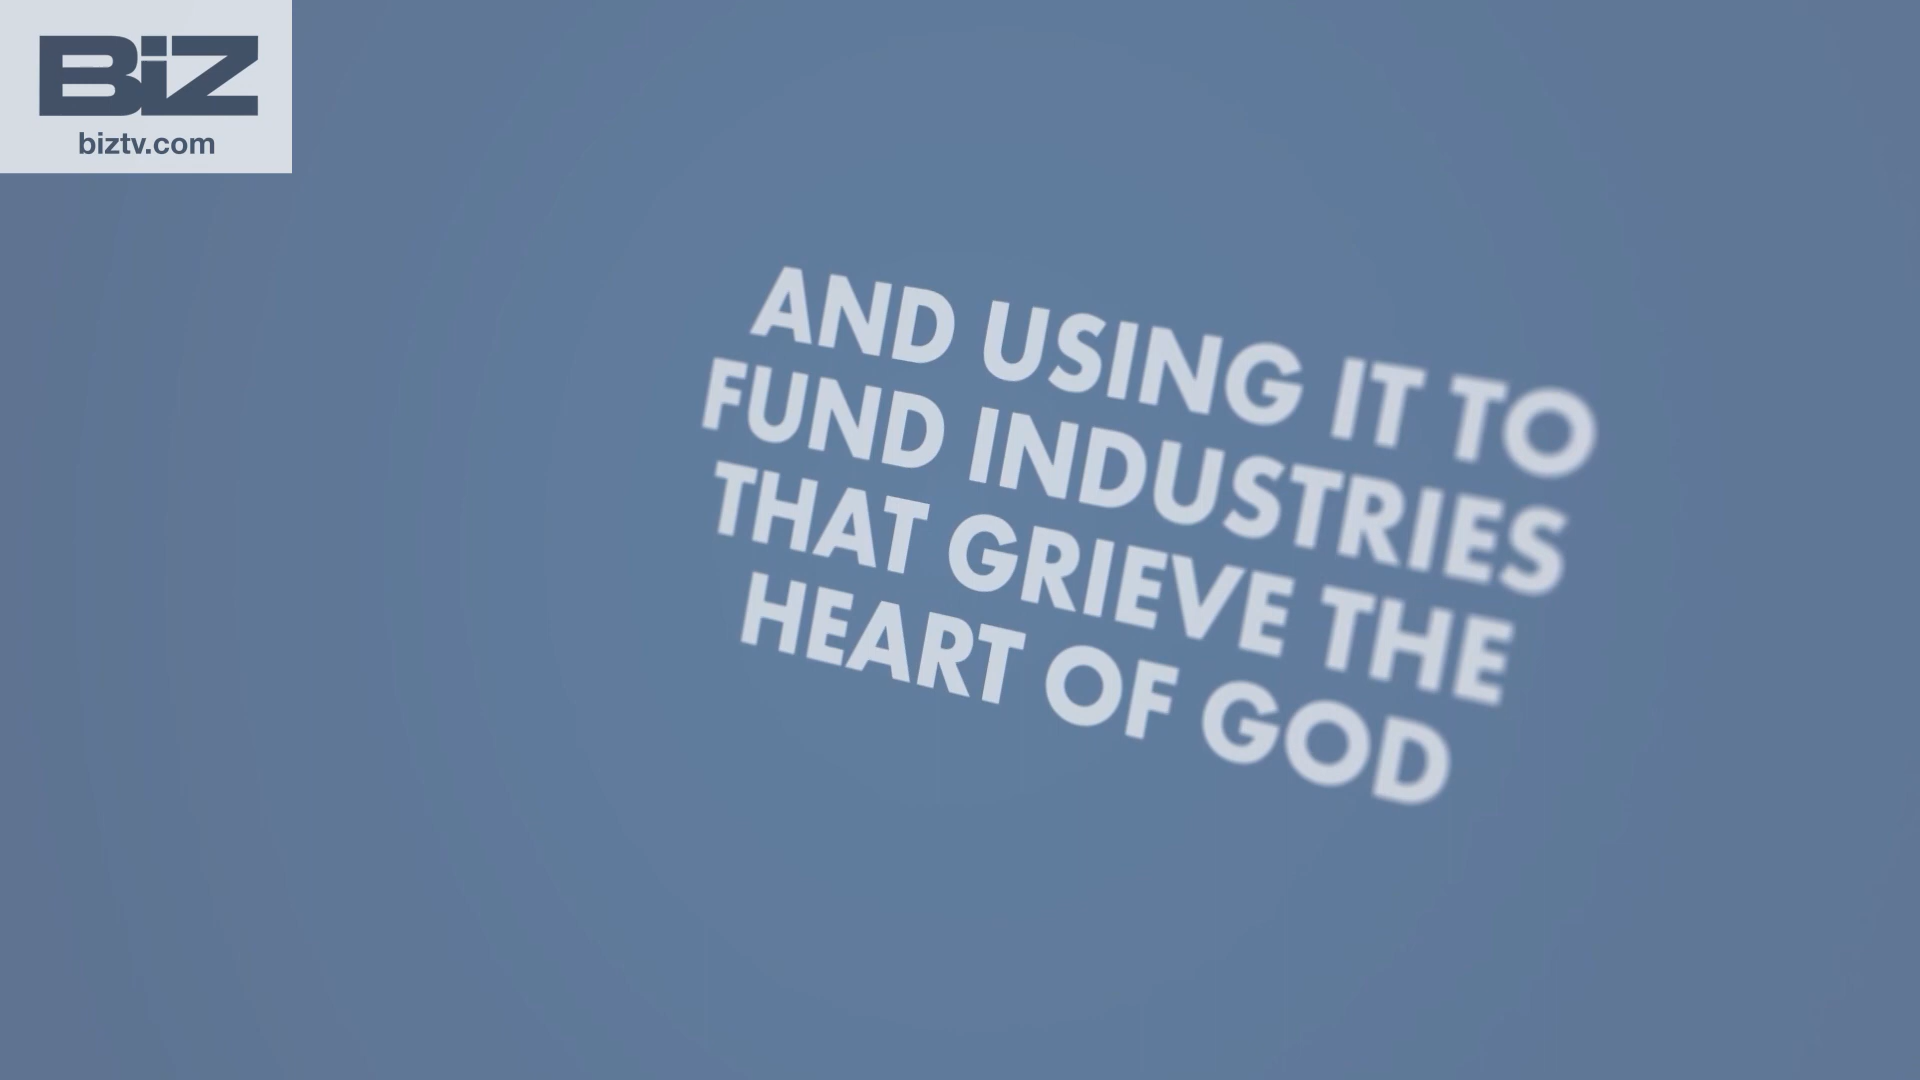 BiZ
biztv.com
AND USING IT TO
FUND INDUSTRIES
THAT GRIEVE THE
HEART OF GOD